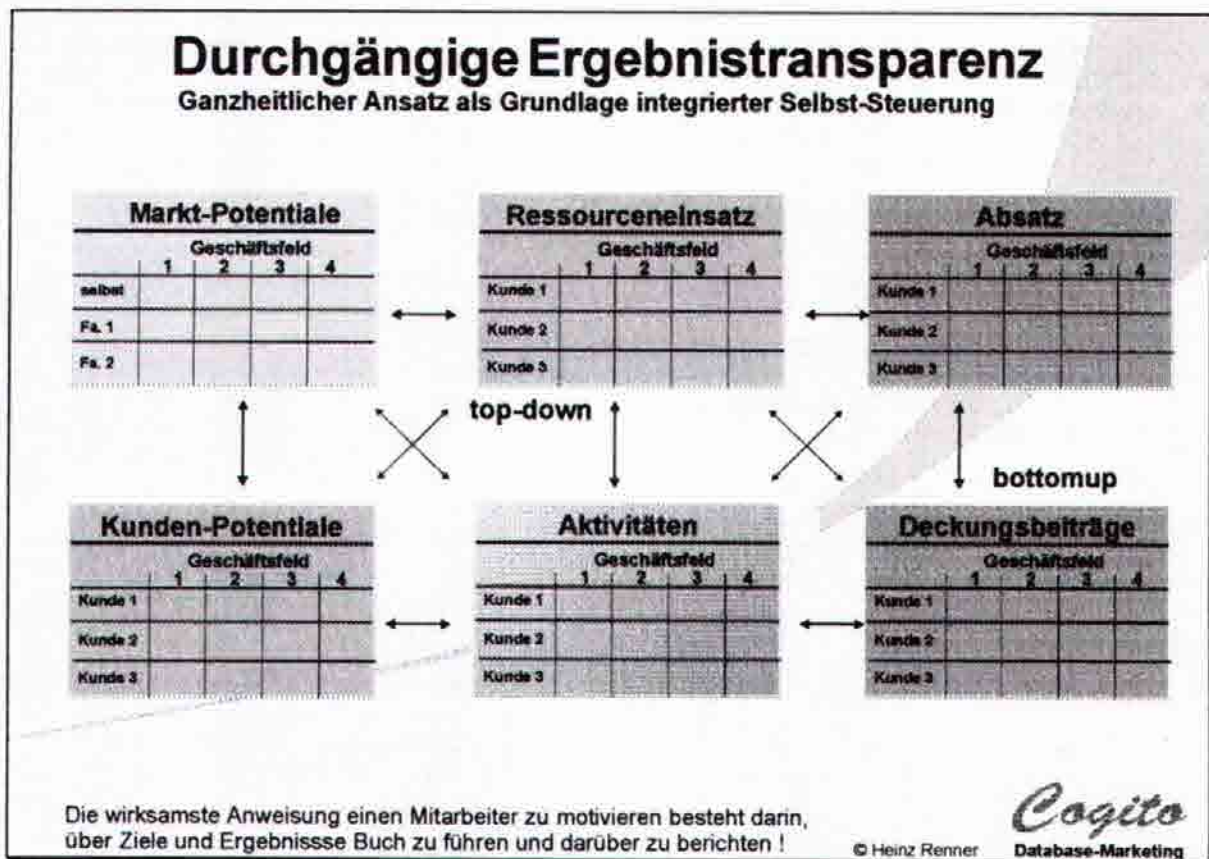 Durchgängige Ergebnistransparenz
Ganzheitlicher Ansatz als Grundlage integrierter Selbst-Steuerung
Markt-Potentiale
Geschäftsfeld
1 2 3 4
selbst
Fa. 1
Fa. 2
Ressourceneinsatz
Geschäftsfeld
1 2 3 4
Kunde 1
Kunde 2
Kunde 3
Absatz
Geschäftsfeld
1 2 3 4
Kunde 1
Kunde 2
Kunde 3
top-down
bottomup
Kunden-Potentiale
Geschäftsfeld
1 2 3 4
Kunde 1
Kunde 2
Kunde 3
Aktivitäten
Geschäftsfeld
1 2 3 4
Kunde 1
Kunde 2
Kunde 3
Deckungsbeiträge
Geschäftsfeld
1 2 3 4
Kunde 1
Kunde 2
Kunde 3
Die wirksamste Anweisung einen Mitarbeiter zu motivieren besteht darin,
über Ziele und Ergebnissse Buch zu führen und darüber zu berichten !
© Heinz Renner
Cogito
Database-Marketing